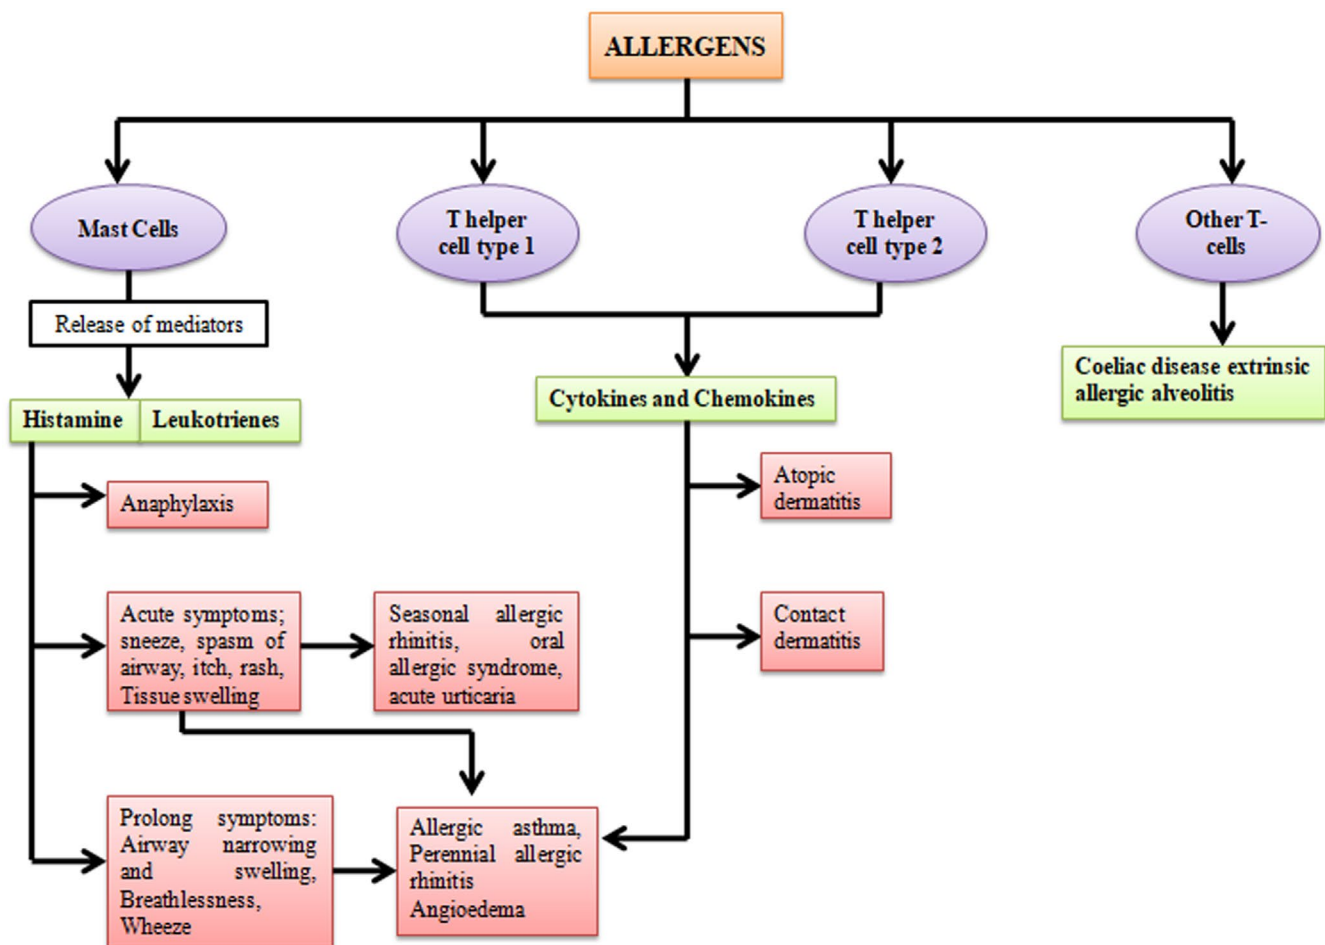 ALLERGENS
Mast Cells
T helper
cell type 1
T helper
cell type 2
Other T-
cells
Release of mediators
Histamine
Leukotrienes
Cytokines and Chemokines
Coeliac disease extrinsic
allergic alveolitis
Anaphylaxis
Atopic
dermatitis
Acute symptoms;
sneeze, spasm of
airway, itch, rash,
Tissue swelling
Seasonal allergic
rhinitis, oral
allergic syndrome,
acute urticaria
Contact
dermatitis
Prolong symptoms:
Airway narrowing
and swelling,
Breathlessness,
Wheeze
Allergic asthma,
Perennial allergic
rhinitis
Angioedema